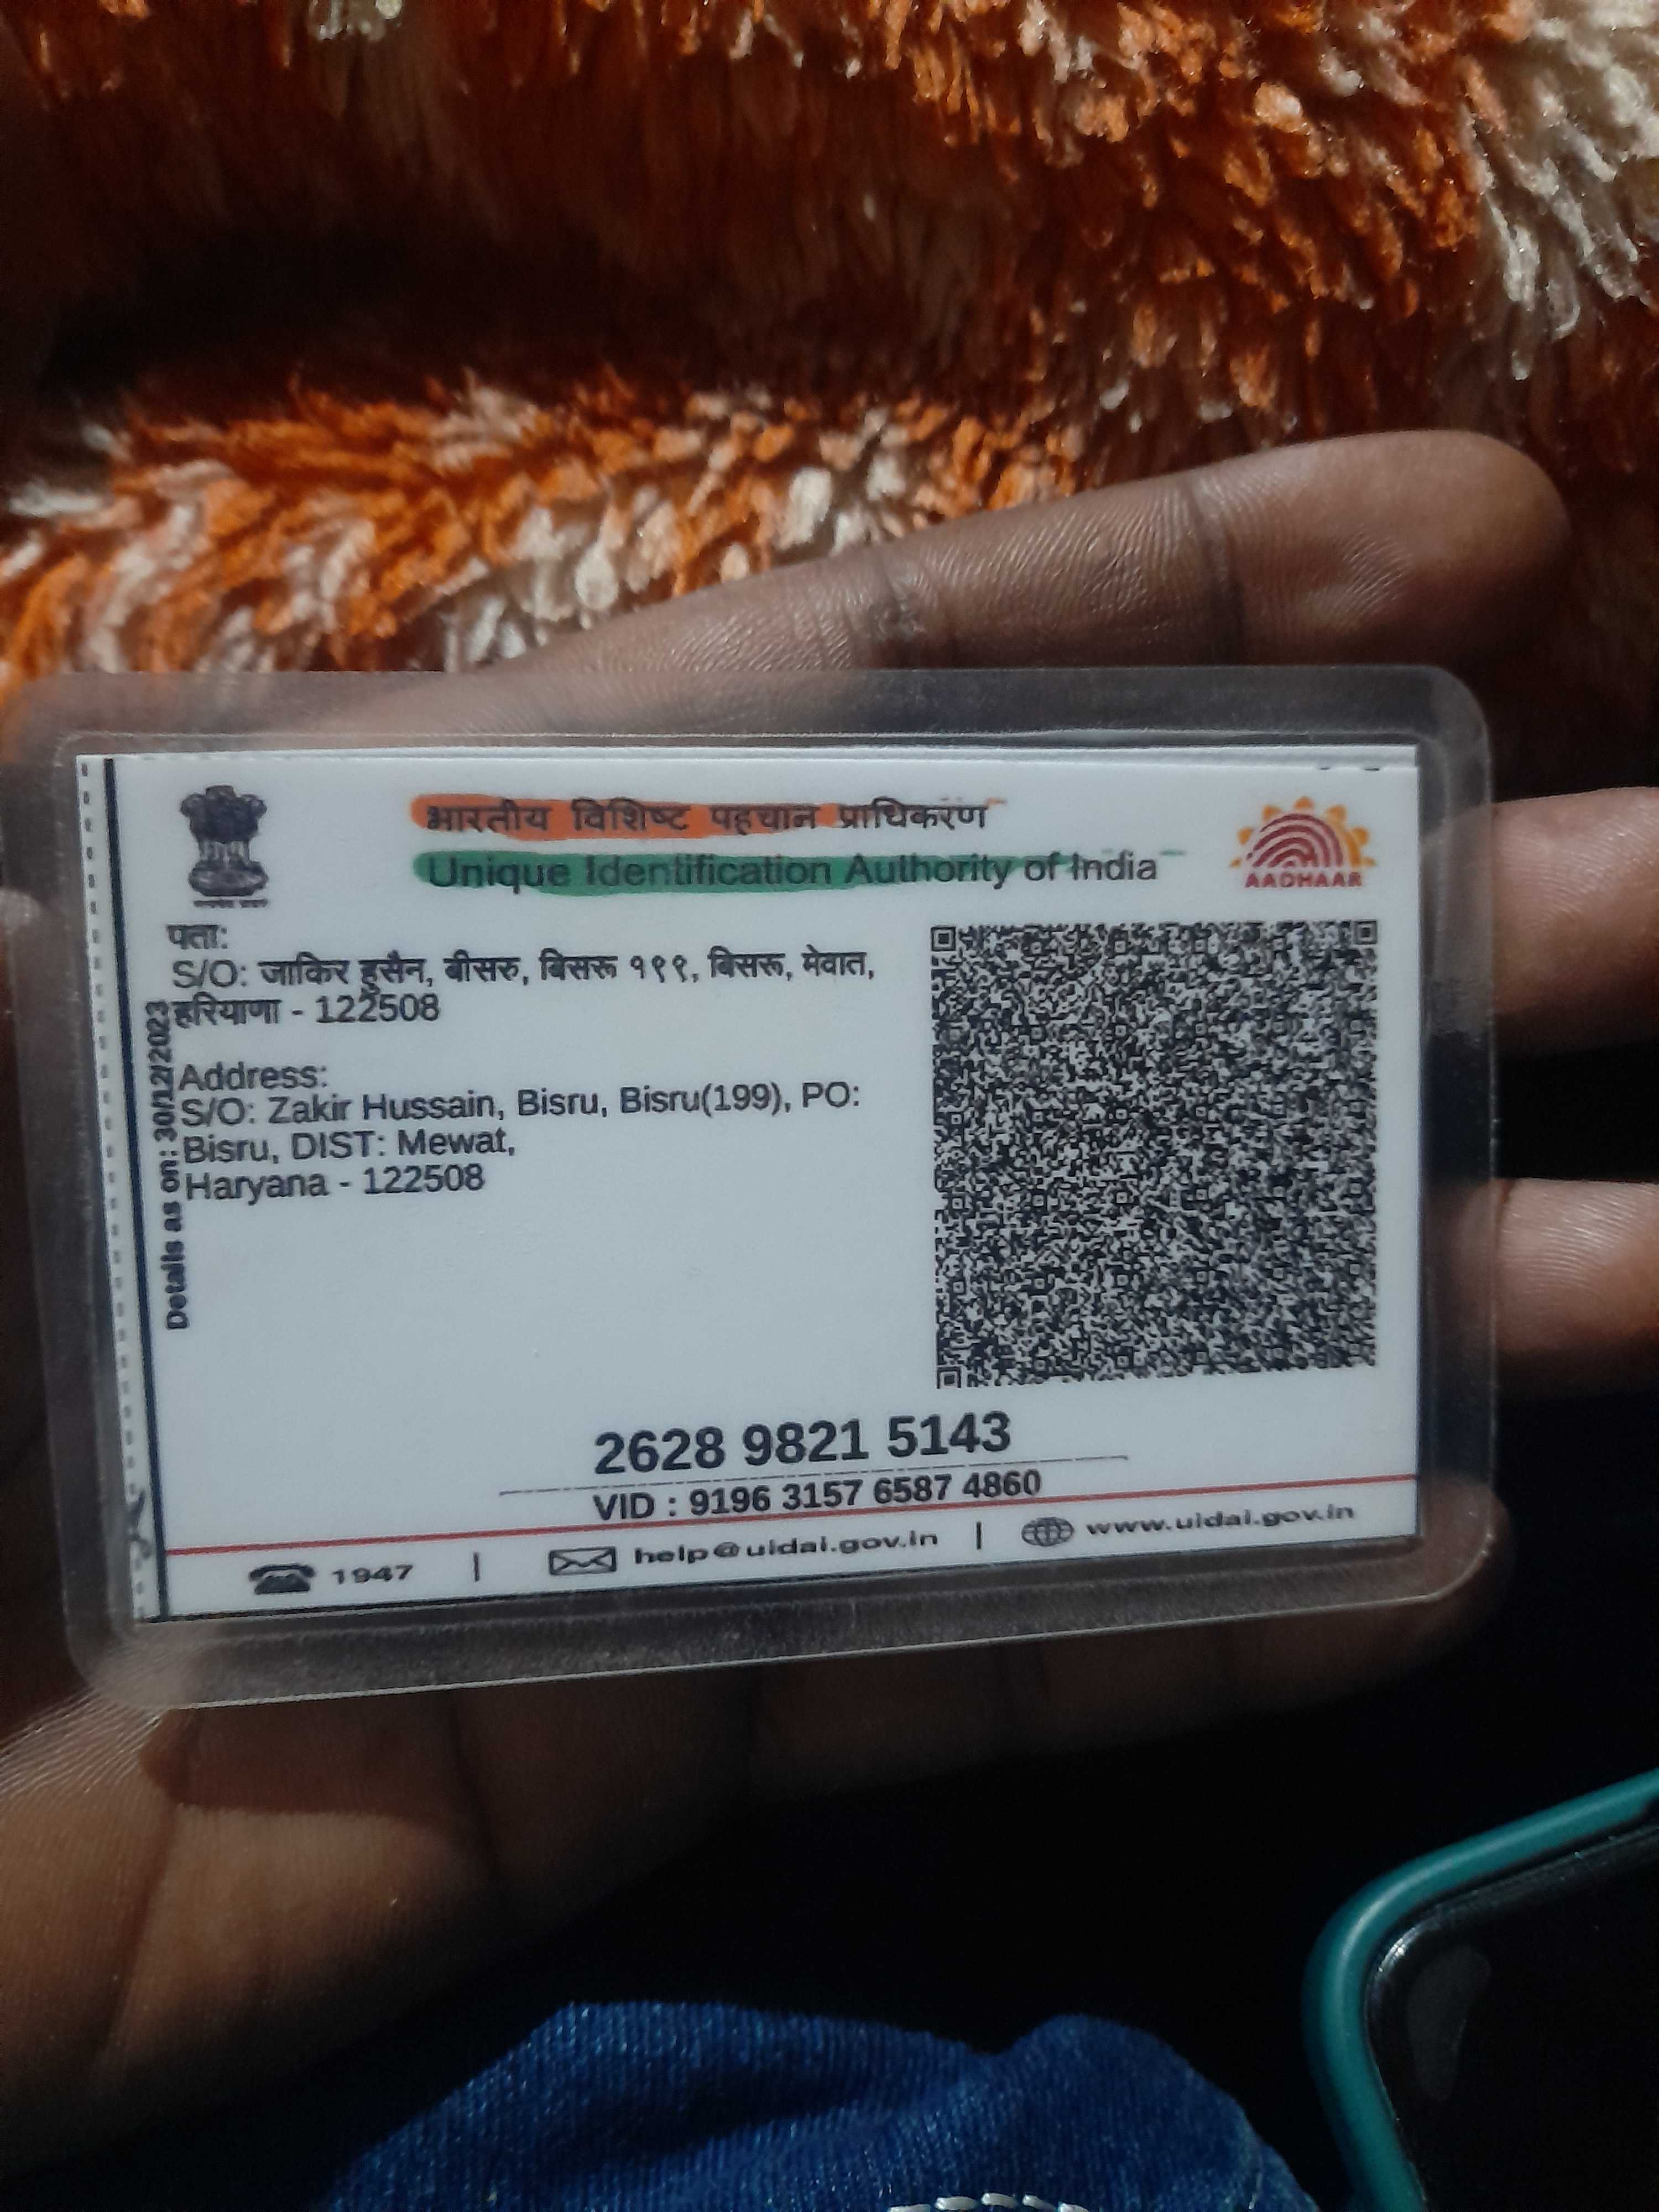 भारतीय विशिष्ट पहचान प्राधिकरण
Unique Identification Authority of India
AADHAAR
पता:
S/O: जाकिर हुसैन, बीसरु, बिसरू १९९, बिसरू, मेवात,
हरियाणा - 122508
Address:
S/O: Zakir Hussain, Bisru, Bisru(199), PO:
Bisru, DIST: Mewat,
Haryana - 122508
Details as on: 30/12/2023
2628 9821 5143
VID : 9196 3157 6587 4860
1947 | help@uidai.gov.in | www.uidai.gov.in